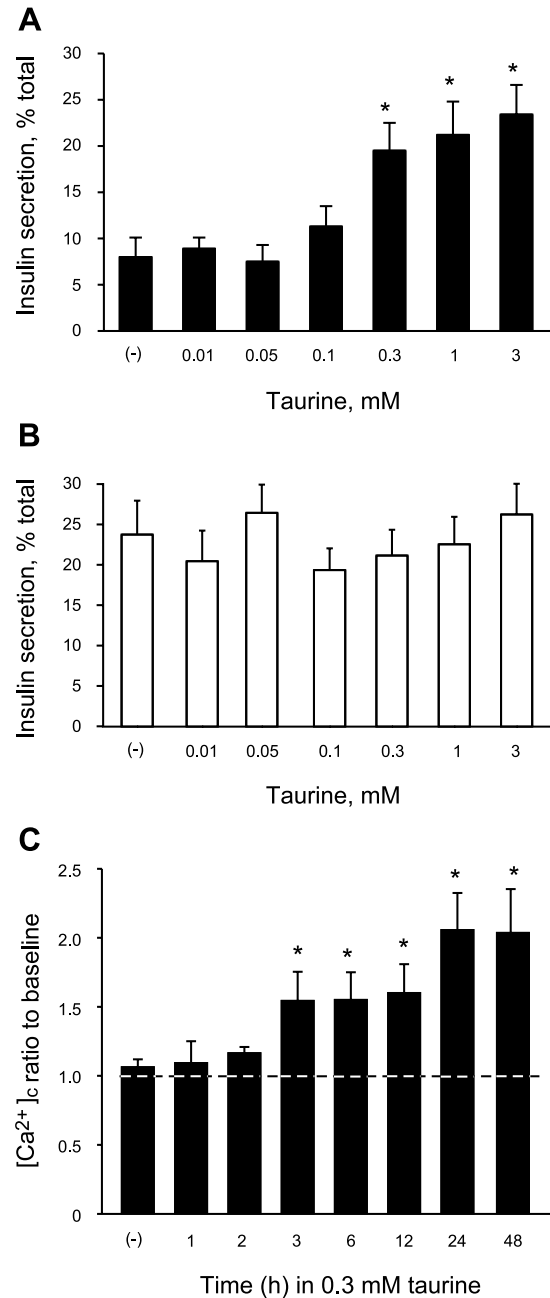 A
Insulin secretion, % total
30
25
20
15
10
5
0
* * *
(-) 0.01 0.05 0.1 0.3 1 3
Taurine, mM
B
Insulin secretion, % total
30
25
20
15
10
5
0
(-) 0.01 0.05 0.1 0.3 1 3
Taurine, mM
C
[Ca²⁺]c ratio to baseline
2.5
2.0
1.5
1.0
0.5
0
* * * * *
(-) 1 2 3 6 12 24 48
Time (h) in 0.3 mM taurine